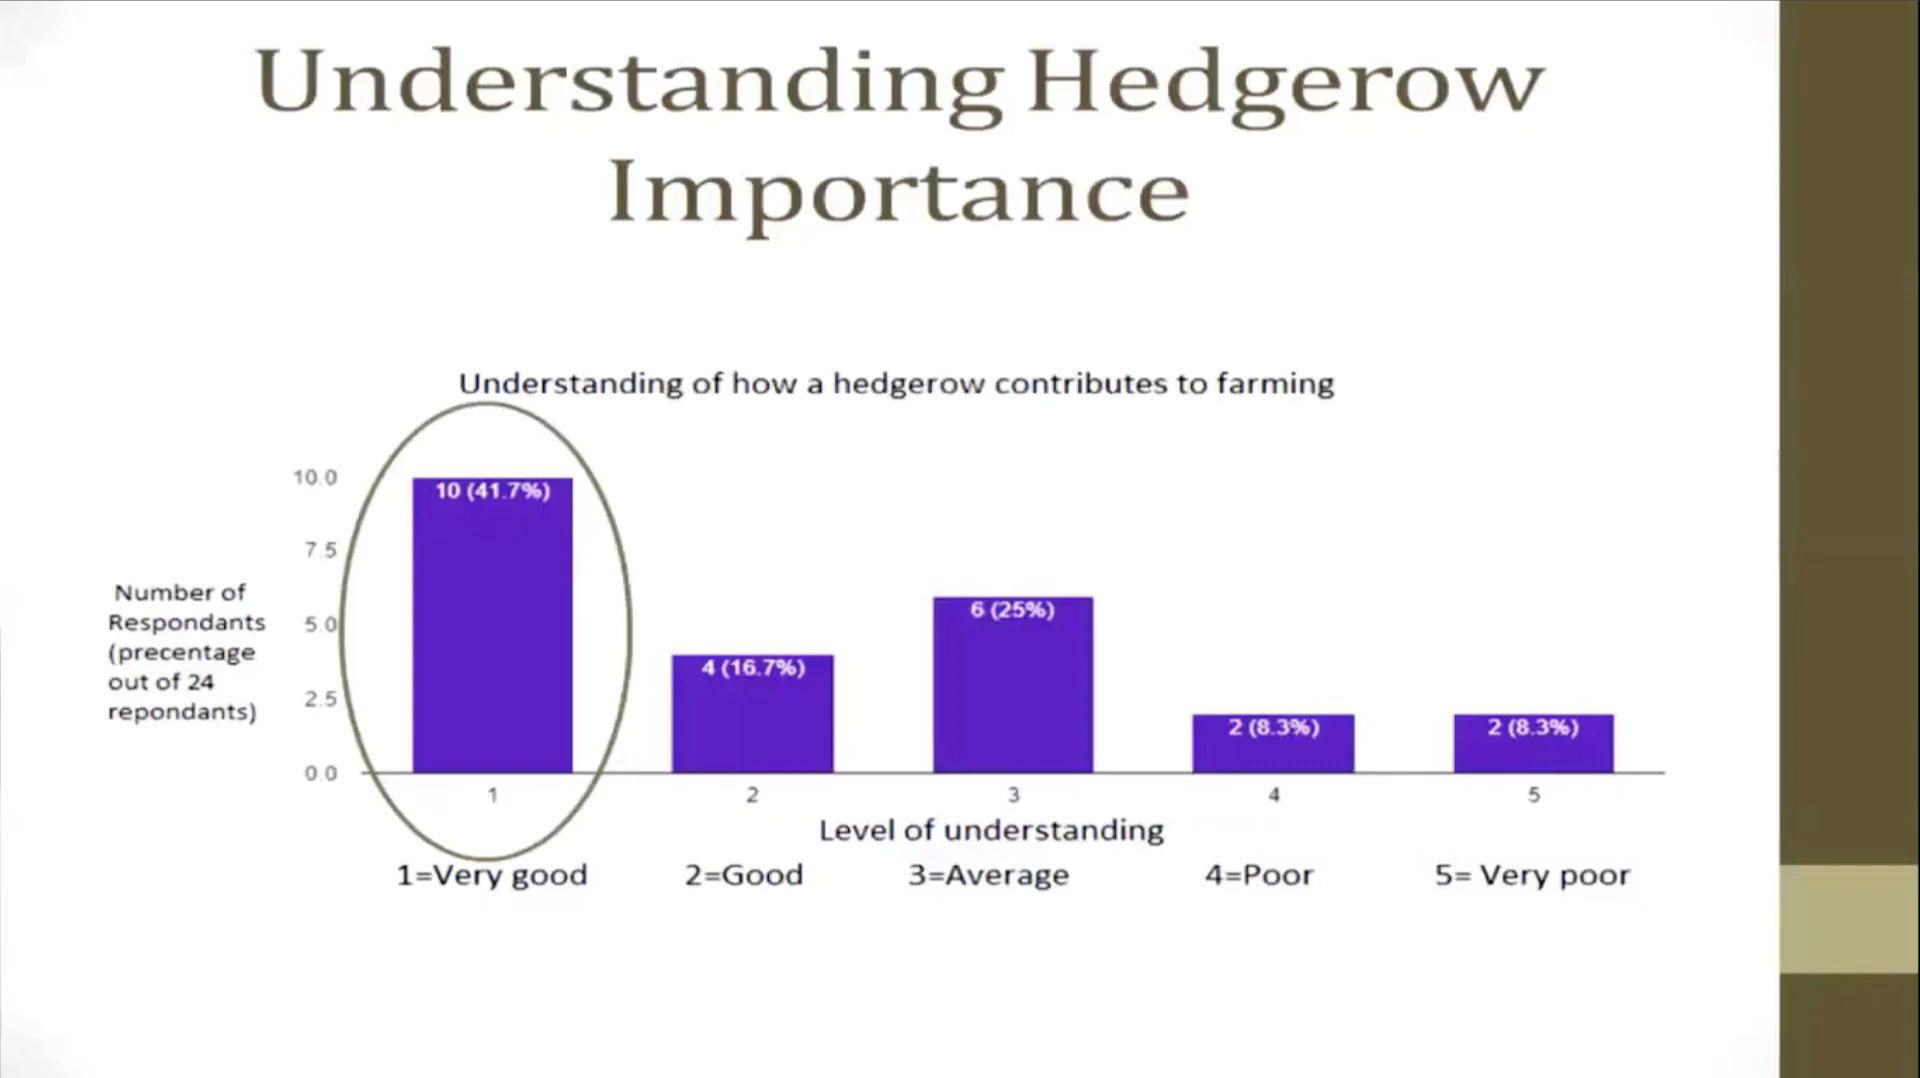 Understanding Hedgerow
Importance
Understanding of how a hedgerow contributes to farming
Number of
Respondants
(precentage
out of 24
repondants)
10.0
7.5
5.0
2.5
0.0
10 (41.7%)
4 (16.7%)
6 (25%)
2 (8.3%)
2 (8.3%)
1 2 3 4 5
Level of understanding
1=Very good 2=Good 3=Average 4=Poor 5= Very poor